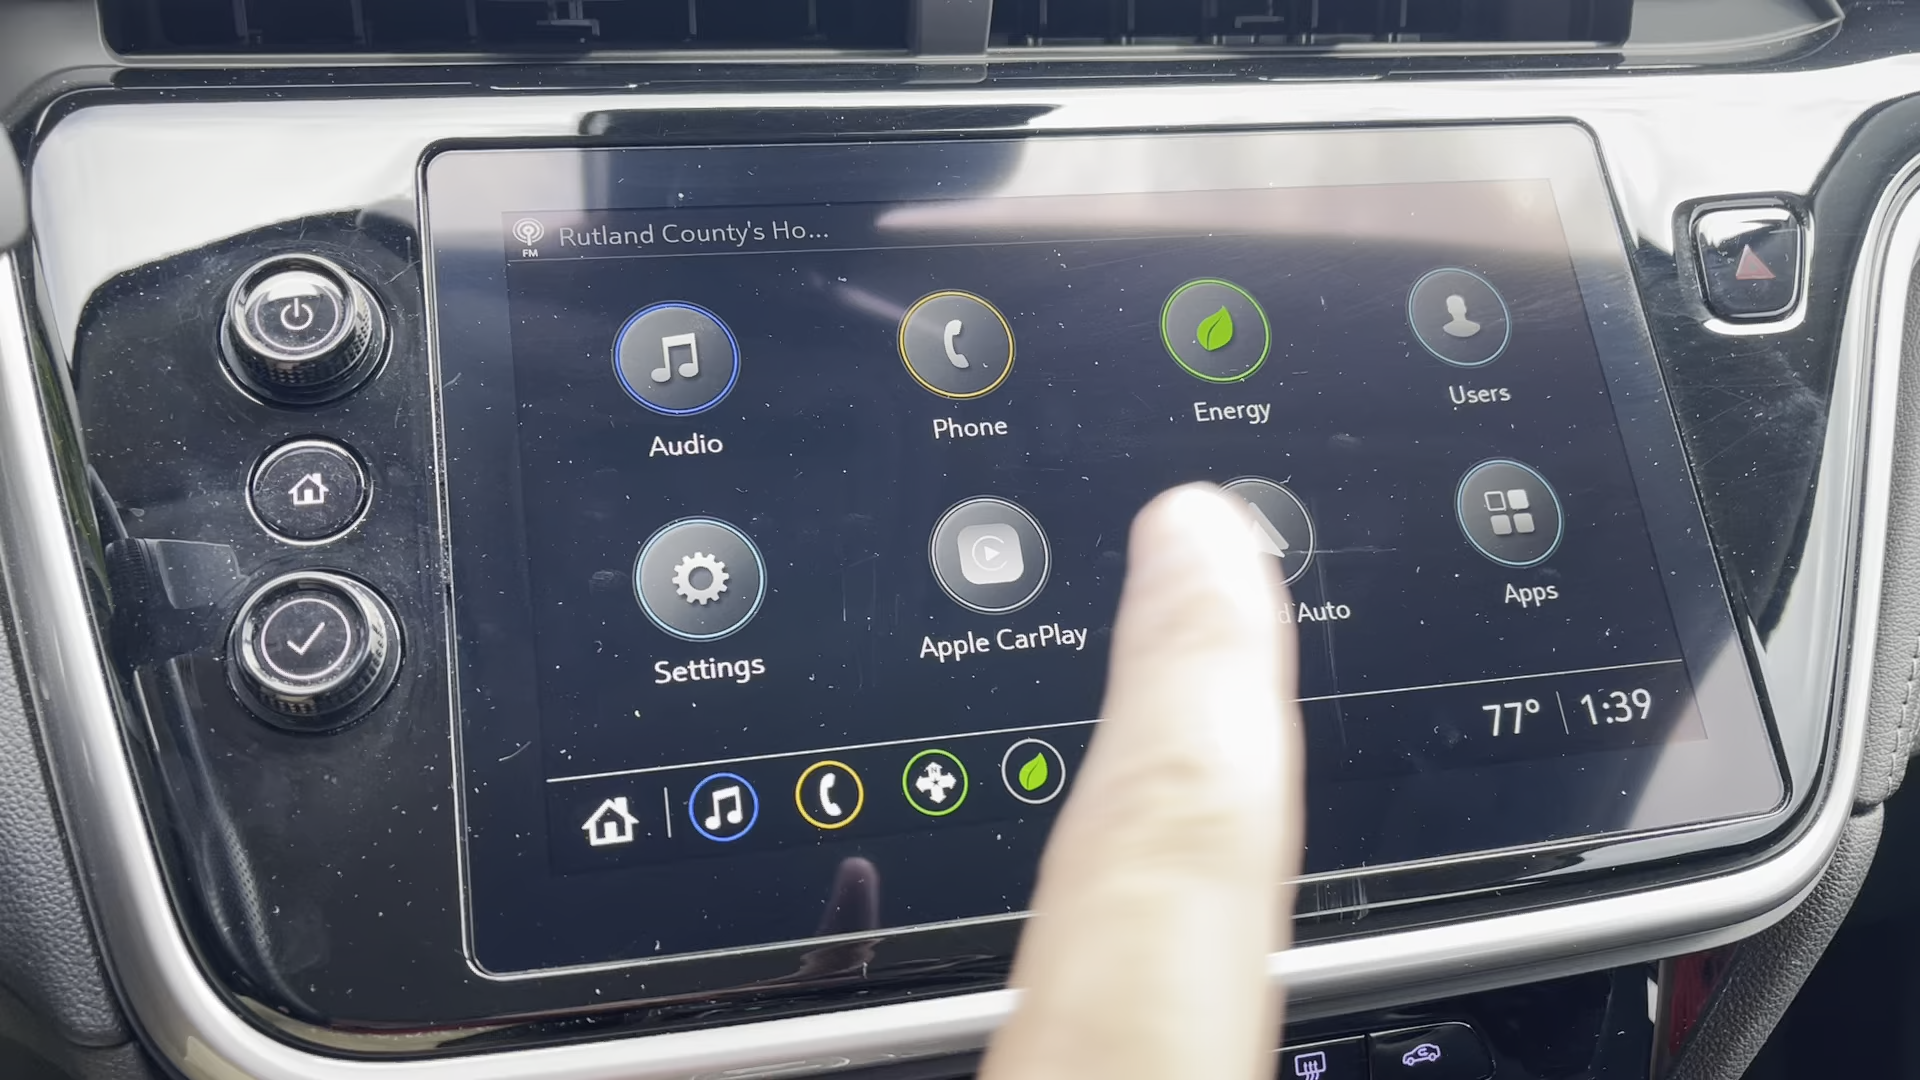 FM
Rutland County's Ho...
Audio
Phone
Energy
Users
Settings
Apple CarPlay
Auto
Apps
77° 1:39